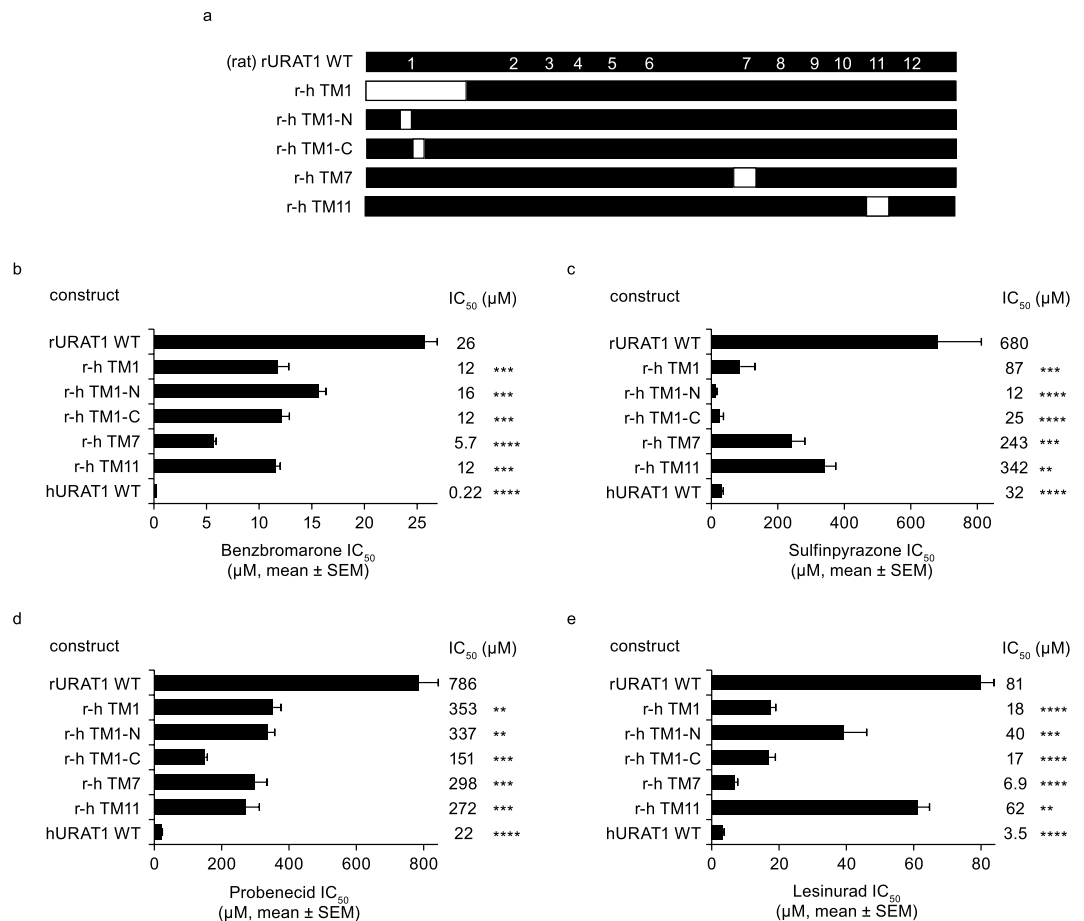 a
(rat) rURAT1 WT 1 2 3 4 5 6 7 8 9 10 11 12
r-h TM1
r-h TM1-N
r-h TM1-C
r-h TM7
r-h TM11
b
construct IC50 (µM)
rURAT1 WT 26
r-h TM1 12 ***
r-h TM1-N 16 ***
r-h TM1-C 12 ***
r-h TM7 5.7 ****
r-h TM11 12 ***
hURAT1 WT 0.22 ****
0 5 10 15 20 25
Benzbromarone IC50
(µM, mean ± SEM)
c
construct IC50 (µM)
rURAT1 WT 680
r-h TM1 87 ***
r-h TM1-N 12 ****
r-h TM1-C 25 ****
r-h TM7 243 ***
r-h TM11 342 **
hURAT1 WT 32 ****
0 200 400 600 800
Sulfinpyrazone IC50
(µM, mean ± SEM)
d
construct IC50 (µM)
rURAT1 WT 786
r-h TM1 353 **
r-h TM1-N 337 **
r-h TM1-C 151 ***
r-h TM7 298 ***
r-h TM11 272 ***
hURAT1 WT 22 ****
0 200 400 600 800
Probenecid IC50
(µM, mean ± SEM)
e
construct IC50 (µM)
rURAT1 WT 81
r-h TM1 18 ****
r-h TM1-N 40 ***
r-h TM1-C 17 ****
r-h TM7 6.9 ****
r-h TM11 62 **
hURAT1 WT 3.5 ****
0 20 40 60 80
Lesinurad IC50
(µM, mean ± SEM)